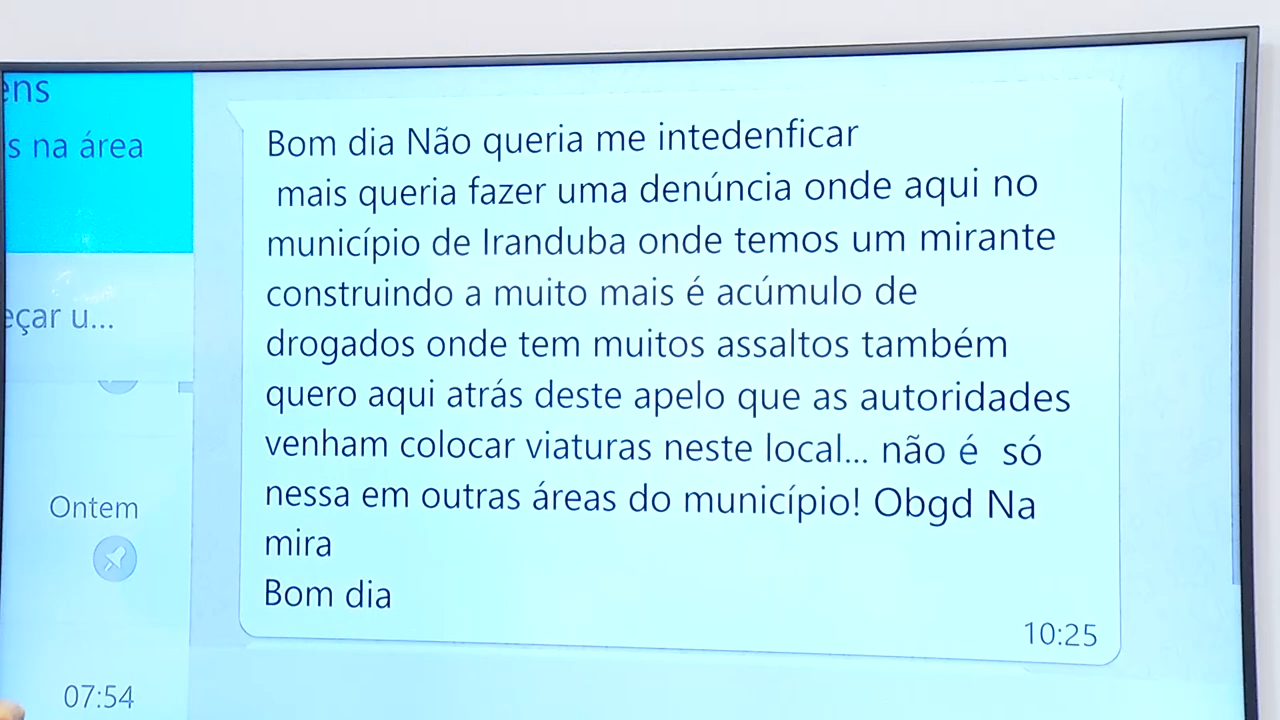 ens
s na área
eçar u...
Ontem
07:54
Bom dia Não queria me intedenficar
mais queria fazer uma denúncia onde aqui no
município de Iranduba onde temos um mirante
construindo a muito mais é acúmulo de
drogados onde tem muitos assaltos também
quero aqui atrás deste apelo que as autoridades
venham colocar viaturas neste local... não é só
nessa em outras áreas do município! Obgd Na
mira
Bom dia
10:25